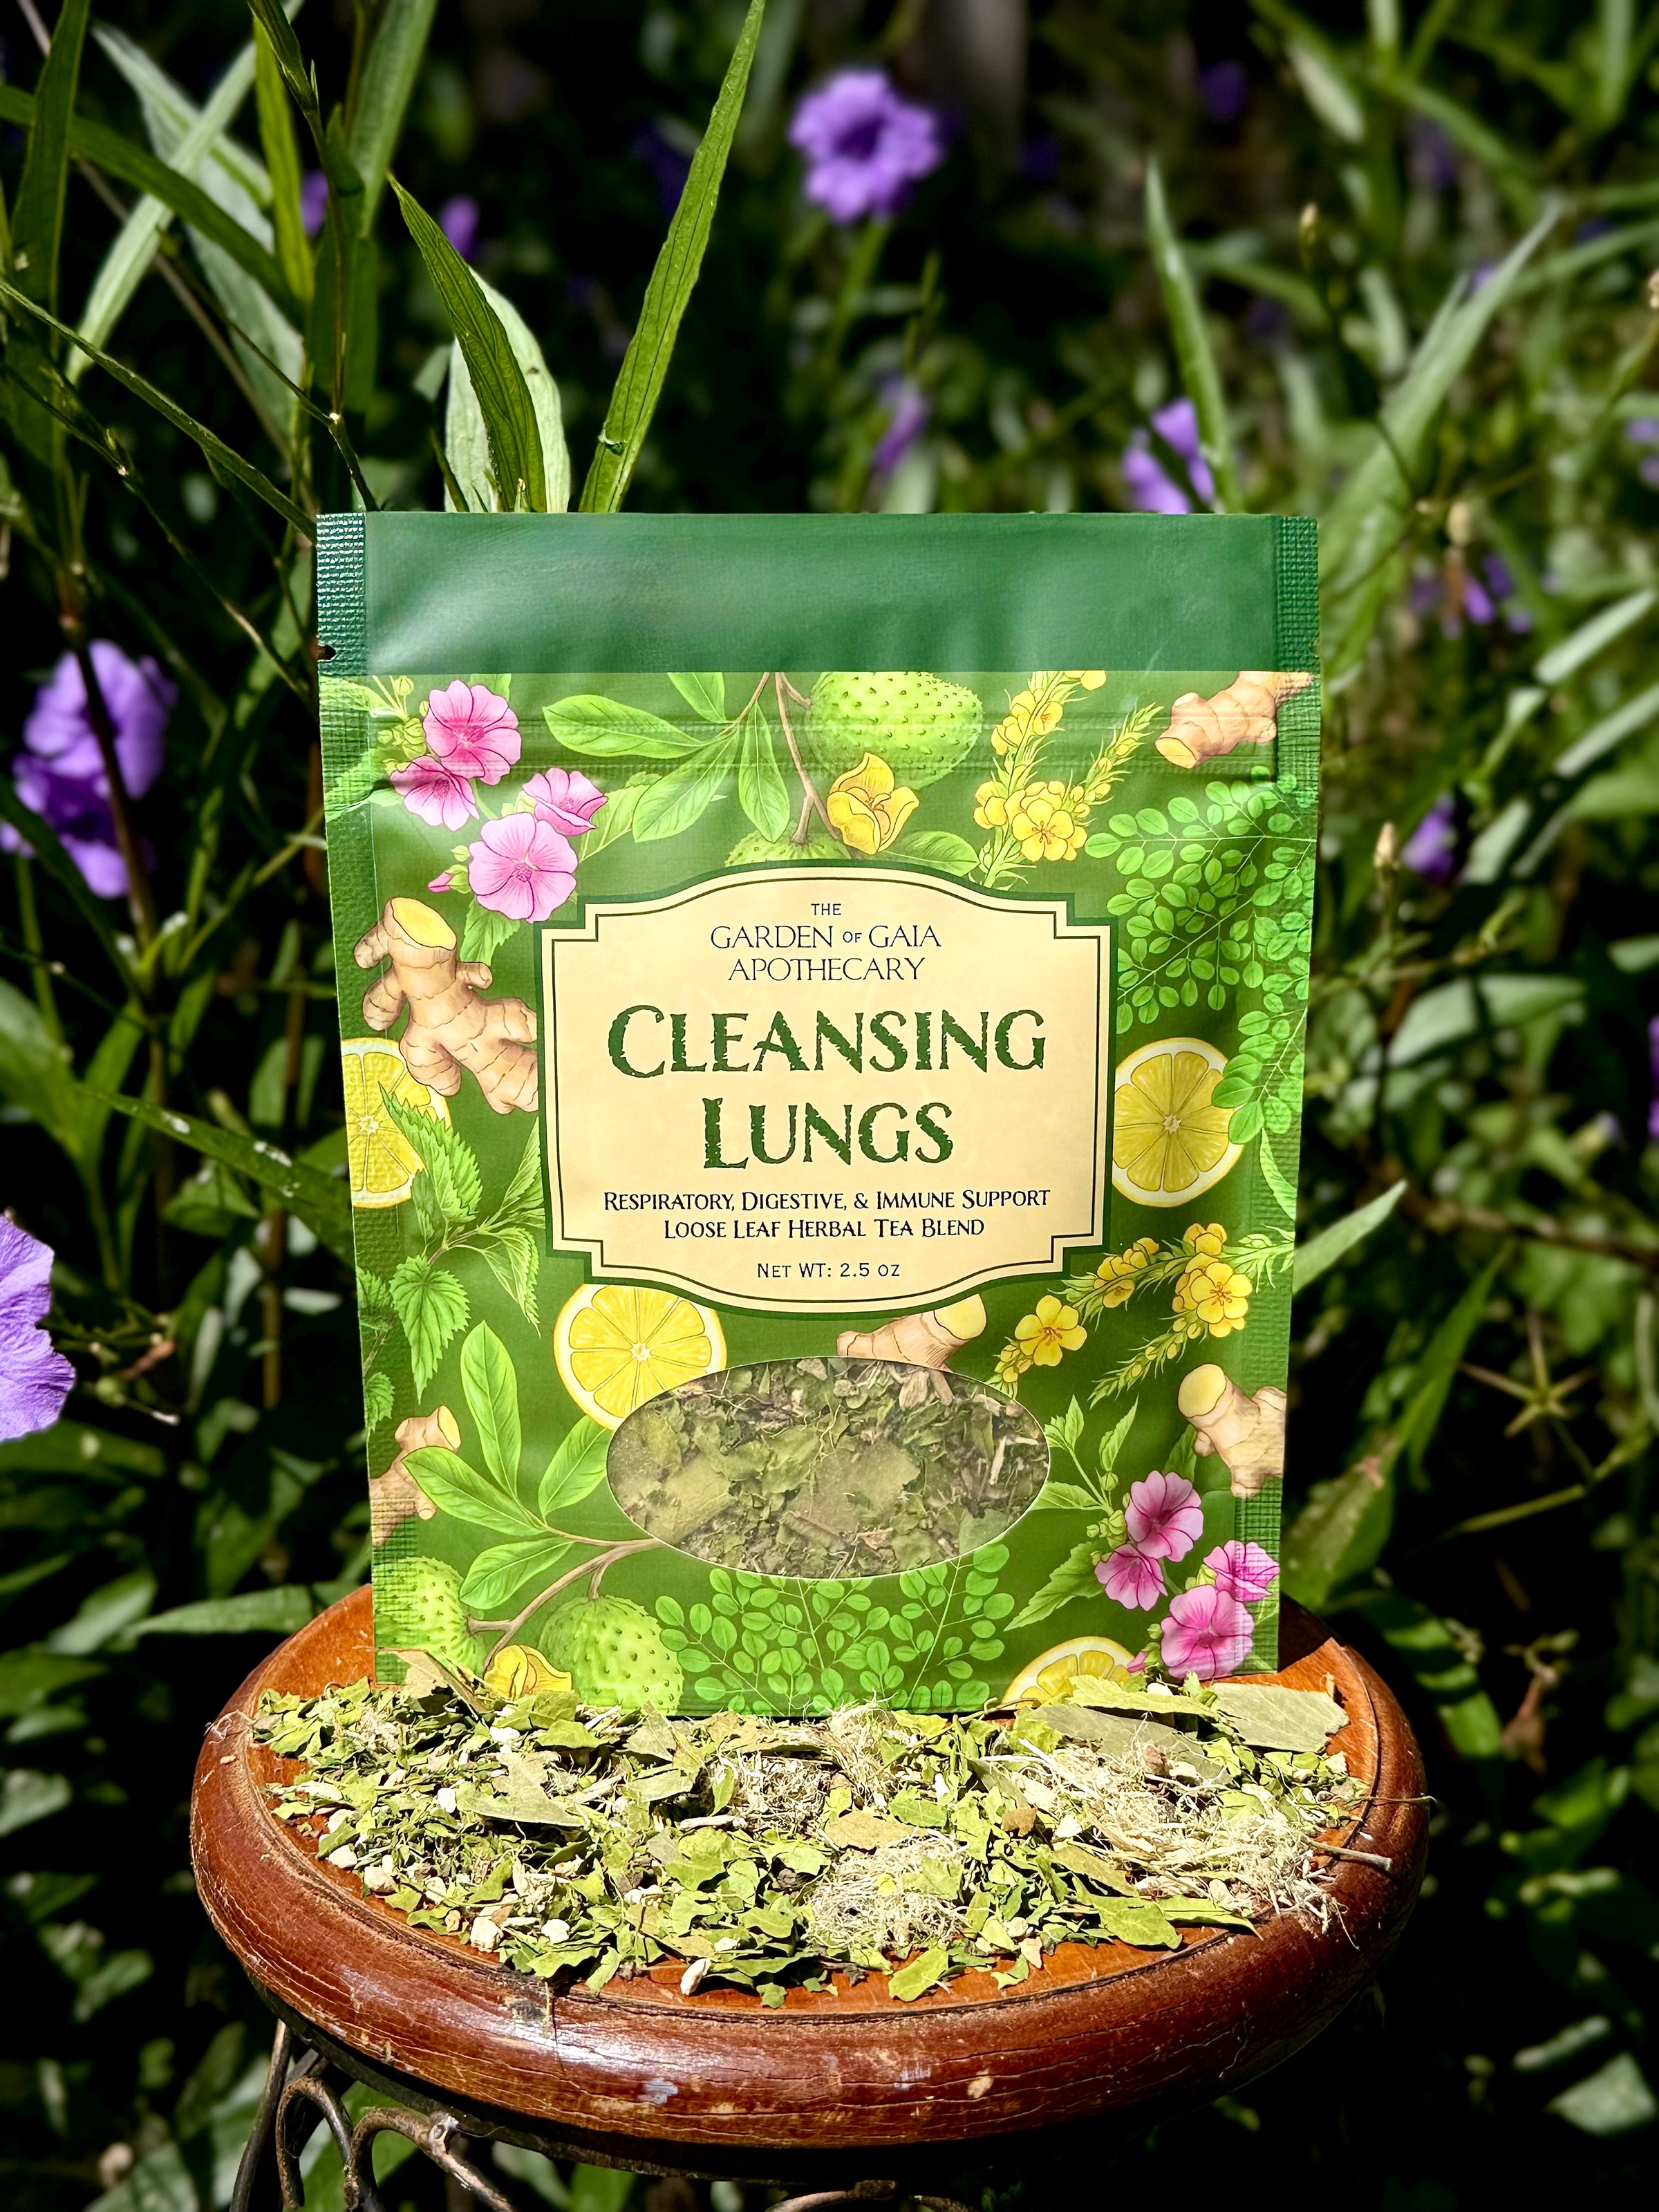 THE
GARDEN OF GAIA
APOTHECARY
CLEANSING
LUNGS
RESPIRATORY, DIGESTIVE, & IMMUNE SUPPORT
LOOSE LEAF HERBAL TEA BLEND
NET WT: 2.5 OZ